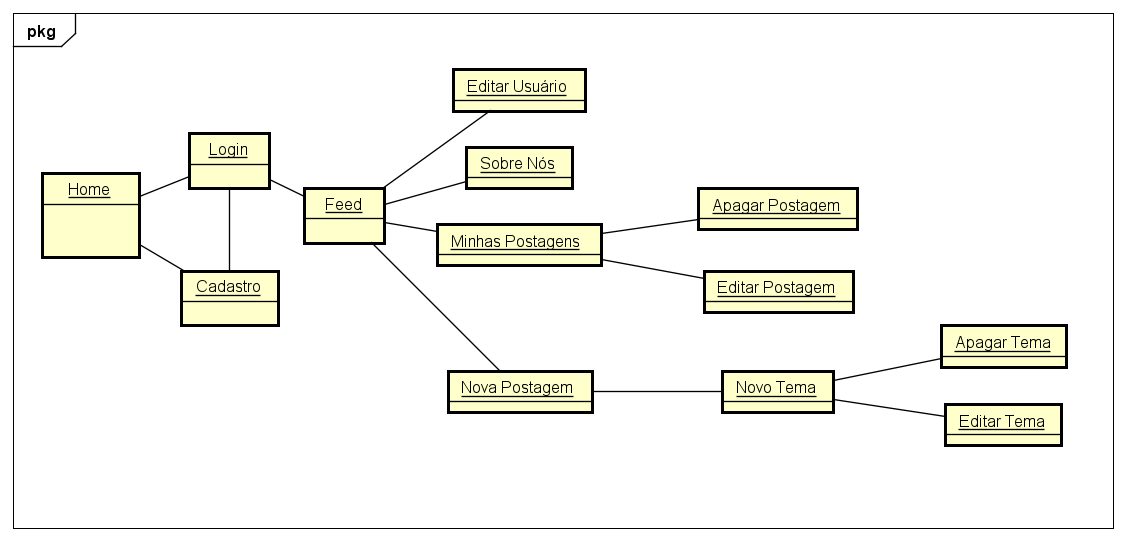 pkg
Editar Usuário
Login
Sobre Nós
Home
Feed
Apagar Postagem
Minhas Postagens
Cadastro
Editar Postagem
Apagar Tema
Nova Postagem
Novo Tema
Editar Tema